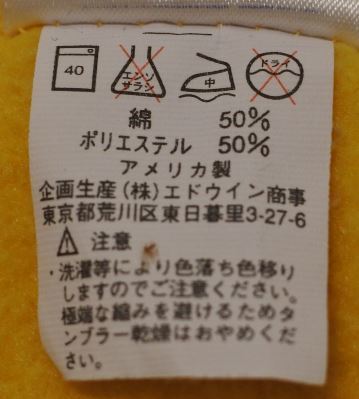 40
エンソ
サラシ
中
ドライ
綿 50%
ポリエステル 50%
アメリカ製
企画生産(株)エドウイン商事
東京都荒川区東日暮里3-27-6
注意
・洗濯等により色落ち色移り
しますのでご注意ください。
極端な縮みを避けるためタ
ンブラー乾燥はおやめくだ
さい。